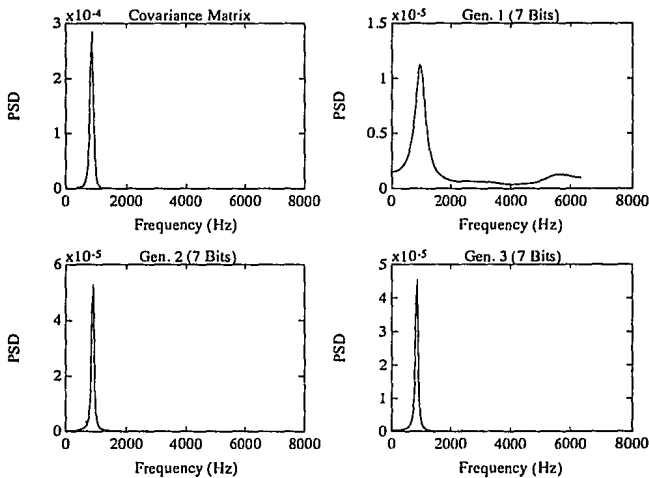 x10-4 Covariance Matrix
3
2
1
0
PSD
0 2000 4000 6000 8000
Frequency (Hz)
x10-5 Gen. 1 (7 Bits)
1.5
1
0.5
0
PSD
0 2000 4000 6000 8000
Frequency (Hz)
x10-5 Gen. 2 (7 Bits)
6
4
2
0
PSD
0 2000 4000 6000 8000
Frequency (Hz)
x10-5 Gen. 3 (7 Bits)
5
4
3
2
1
0
PSD
0 2000 4000 6000 8000
Frequency (Hz)